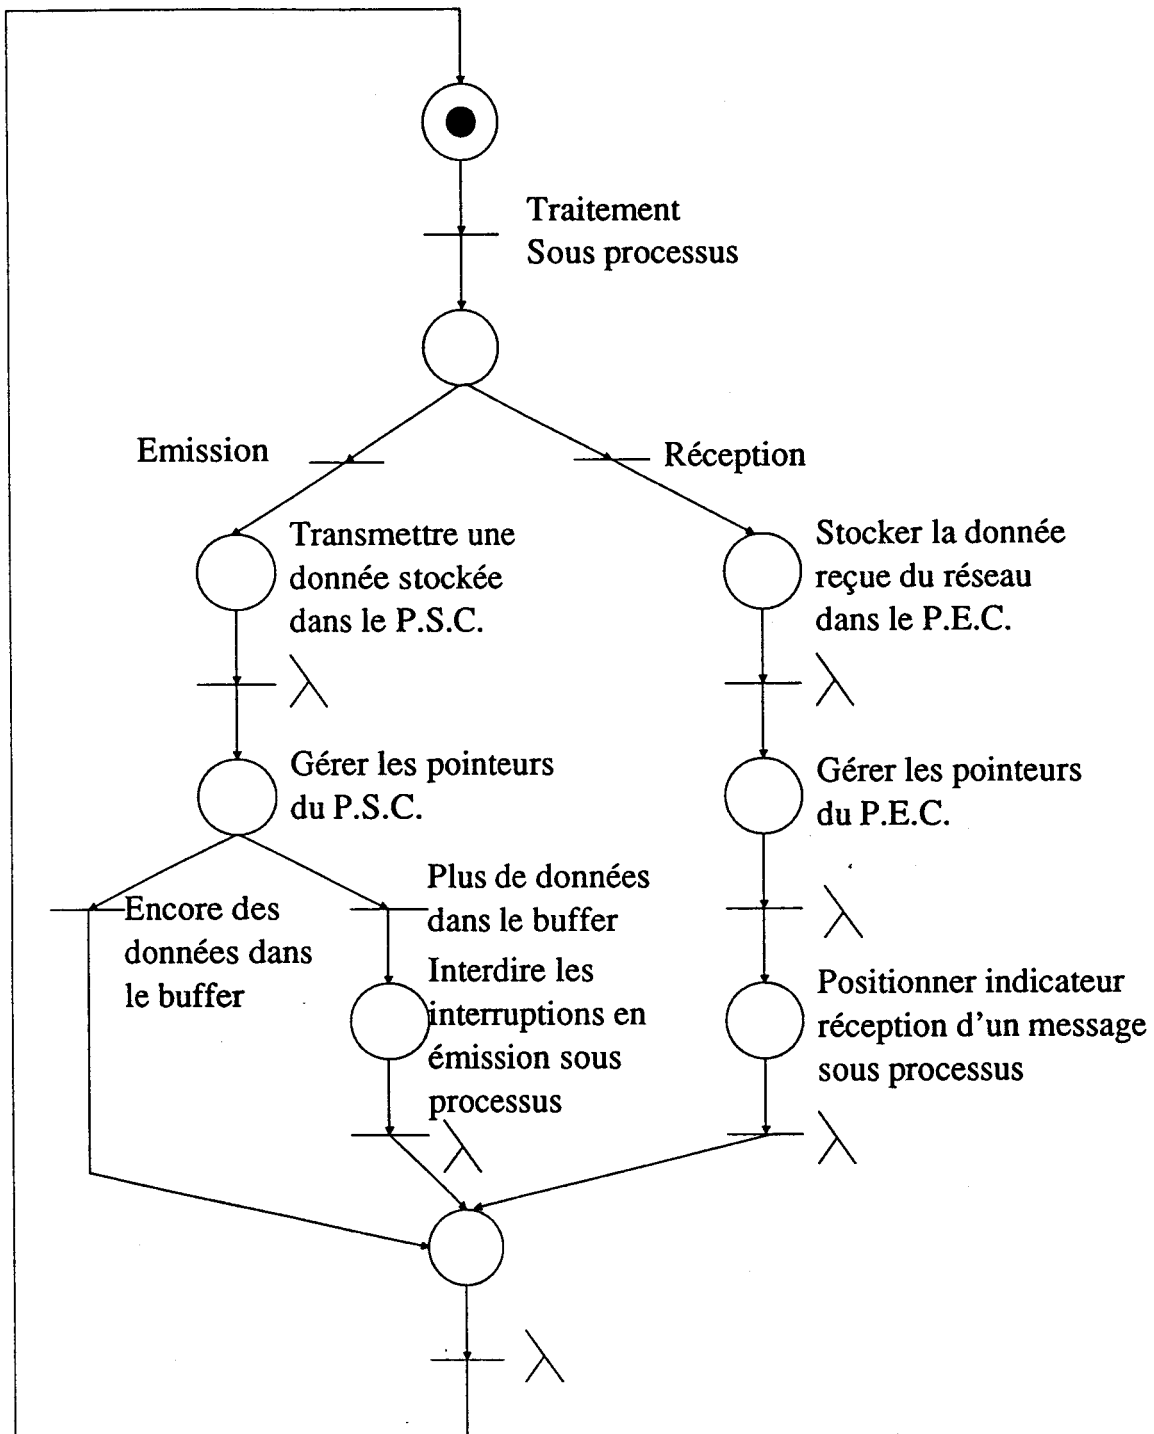 Traitement
Sous processus
Emission
Réception
Transmettre une
donnée stockée
dans le P.S.C.
Stocker la donnée
reçue du réseau
dans le P.E.C.
λ
λ
Gérer les pointeurs
du P.S.C.
Gérer les pointeurs
du P.E.C.
Encore des
données dans
le buffer
Plus de données
dans le buffer
λ
Interdire les
interruptions en
émission sous
processus
Positionner indicateur
réception d'un message
sous processus
λ
λ
λ